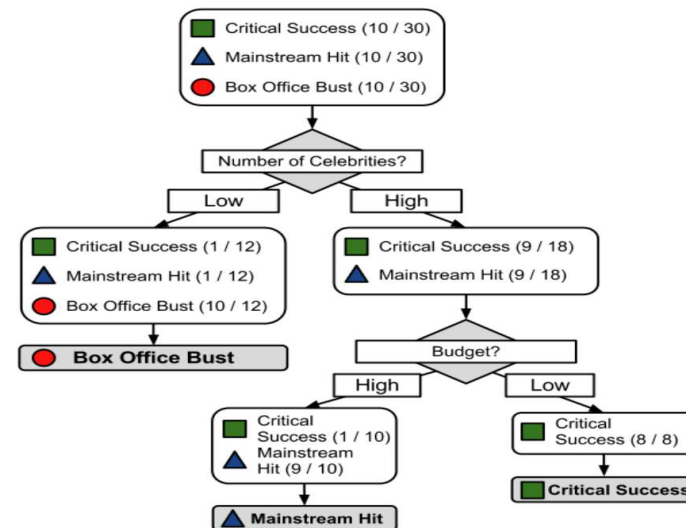 Critical Success (10 / 30)
Mainstream Hit (10 / 30)
Box Office Bust (10 / 30)
Number of Celebrities?
Low
High
Critical Success (1 / 12)
Mainstream Hit (1 / 12)
Box Office Bust (10 / 12)
Box Office Bust
Critical Success (9 / 18)
Mainstream Hit (9 / 18)
Budget?
High
Low
Critical
Success (1 / 10)
Mainstream
Hit (9 / 10)
Mainstream Hit
Critical
Success (8 / 8)
Critical Success